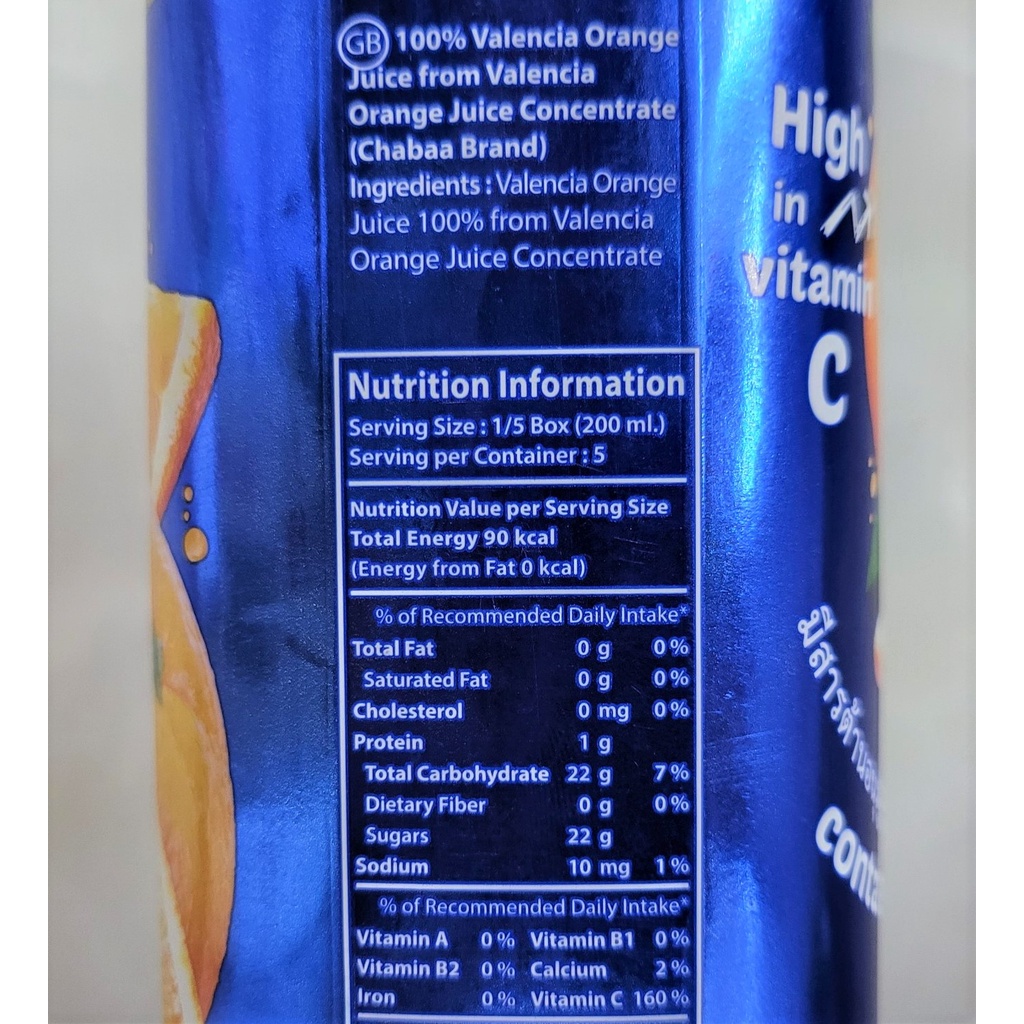 GB 100% Valencia Orange
Juice from Valencia
Orange Juice Concentrate
(Chabaa Brand)
Ingredients : Valencia Orange
Juice 100% from Valencia
Orange Juice Concentrate
Nutrition Information
Serving Size : 1/5 Box (200 ml.)
Serving per Container : 5
Nutrition Value per Serving Size
Total Energy 90 kcal
(Energy from Fat 0 kcal)
% of Recommended Daily Intake*
Total Fat 0 g 0%
Saturated Fat 0 g 0%
Cholesterol 0 mg 0%
Protein 1 g
Total Carbohydrate 22 g 7%
Dietary Fiber 0 g 0%
Sugars 22 g
Sodium 10 mg 1%
% of Recommended Daily Intake*
Vitamin A 0% Vitamin B1 0%
Vitamin B2 0% Calcium 2%
Iron 0% Vitamin C 160%
High
in
vitamin
C